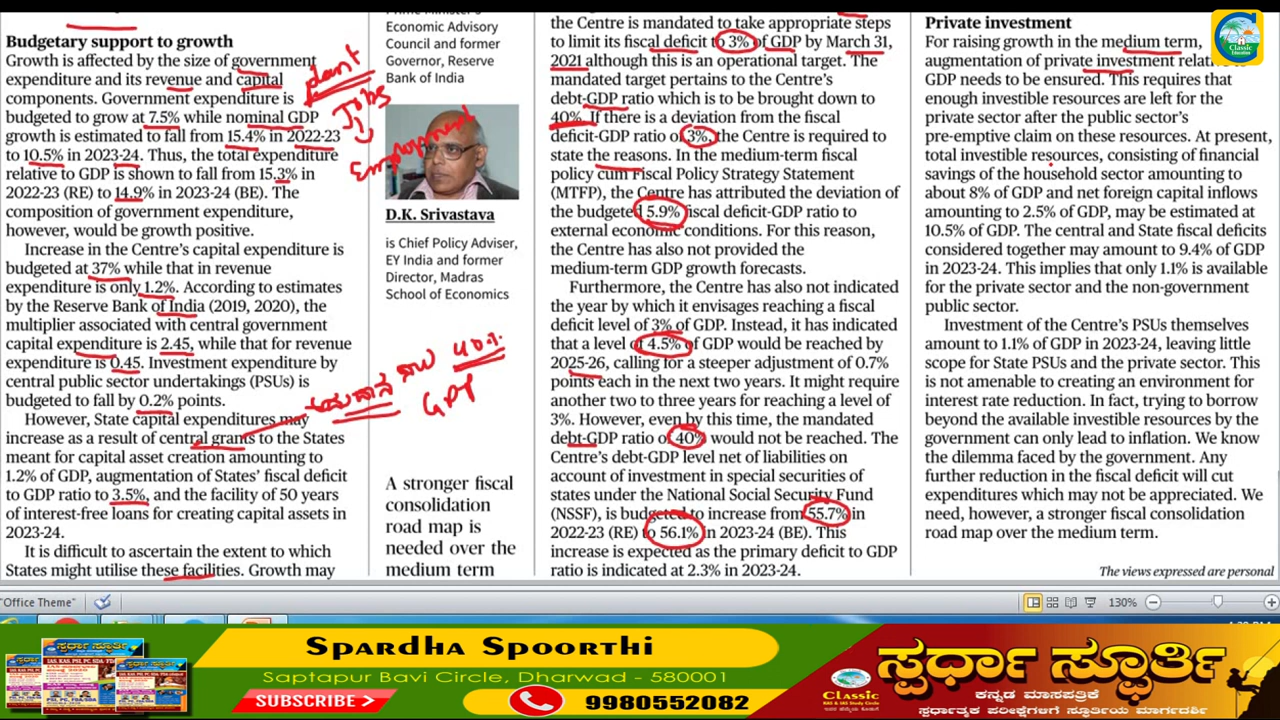 Budgetary support to growth
Growth is affected by the size of government
expenditure and its revenue and capital
components. Government expenditure is
budgeted to grow at 7.5% while nominal GDP
growth is estimated to fall from 15.4% in 2022-23
to 10.5% in 2023-24. Thus, the total expenditure
relative to GDP is shown to fall from 15.3% in
2022-23 (RE) to 14.9% in 2023-24 (BE). The
composition of government expenditure,
however, would be growth positive.
Increase in the Centre's capital expenditure is
budgeted at 37% while that in revenue
expenditure is only 1.2%. According to estimates
by the Reserve Bank of India (2019, 2020), the
multiplier associated with central government
capital expenditure is 2.45, while that for revenue
expenditure is 0.45. Investment expenditure by
central public sector undertakings (PSUs) is
budgeted to fall by 0.2% points.
However, State capital expenditures may
increase as a result of central grants to the States
meant for capital asset creation amounting to
1.2% of GDP, augmentation of States' fiscal deficit
to GDP ratio to 3.5%, and the facility of 50 years
of interest-free loans for creating capital assets in
2023-24.
It is difficult to ascertain the extent to which
States might utilise these facilities. Growth may
plant
Jobs
Employment
40%
GDP
Economic Advisory
Council and former
Governor, Reserve
Bank of India
D.K. Srivastava
is Chief Policy Adviser,
EY India and former
Director, Madras
School of Economics
A stronger fiscal
consolidation
road map is
needed over the
medium term
the Centre is mandated to take appropriate steps
to limit its fiscal deficit to 3% of GDP by March 31,
2021 although this is an operational target. The
mandated target pertains to the Centre's
debt-GDP ratio which is to be brought down to
40%. If there is a deviation from the fiscal
deficit-GDP ratio of 3%, the Centre is required to
state the reasons. In the medium-term fiscal
policy cum Fiscal Policy Strategy Statement
(MTFP), the Centre has attributed the deviation of
the budgeted 5.9% fiscal deficit-GDP ratio to
external economic conditions. For this reason,
the Centre has also not provided the
medium-term GDP growth forecasts.
Furthermore, the Centre has also not indicated
the year by which it envisages reaching a fiscal
deficit level of 3% of GDP. Instead, it has indicated
that a level of 4.5% of GDP would be reached by
2025-26, calling for a steeper adjustment of 0.7%
points each in the next two years. It might require
another two to three years for reaching a level of
3%. However, even by this time, the mandated
debt-GDP ratio of 40% would not be reached. The
Centre's debt-GDP level net of liabilities on
account of investment in special securities of
states under the National Social Security Fund
(NSSF), is budgeted to increase from 55.7% in
2022-23 (RE) to 56.1% in 2023-24 (BE). This
increase is expected as the primary deficit to GDP
ratio is indicated at 2.3% in 2023-24.
Private investment
For raising growth in the medium term,
augmentation of private investment relative to
GDP needs to be ensured. This requires that
enough investible resources are left for the
private sector after the public sector's
pre-emptive claim on these resources. At present,
total investible resources, consisting of financial
savings of the household sector amounting to
about 8% of GDP and net foreign capital inflows
amounting to 2.5% of GDP, may be estimated at
10.5% of GDP. The central and State fiscal deficits
considered together may amount to 9.4% of GDP
in 2023-24. This implies that only 1.1% is available
for the private sector and the non-government
public sector.
Investment of the Centre's PSUs themselves
amount to 1.1% of GDP in 2023-24, leaving little
scope for State PSUs and the private sector. This
is not amenable to creating an environment for
interest rate reduction. In fact, trying to borrow
beyond the available investible resources by the
government can only lead to inflation. We know
the dilemma faced by the government. Any
further reduction in the fiscal deficit will cut
expenditures which may not be appreciated. We
need, however, a stronger fiscal consolidation
road map over the medium term.
The views expressed are personal
Classic
Education
"Office Theme"
130%
Spardha Spoorthi
Saptapur Bavi Circle, Dharwad - 580001
SUBSCRIBE
9980552082
ಸ್ಪರ್ಧಾ ಸ್ಫೂರ್ತಿ
ಕನ್ನಡ ಮಾಸಪತ್ರಿಕೆ
ಸ್ಪರ್ಧಾತ್ಮಕ ಪರೀಕ್ಷೆಗಳಿಗೆ ಸ್ಫೂರ್ತಿಯ ಮಾರ್ಗದರ್ಶಿ
Classic